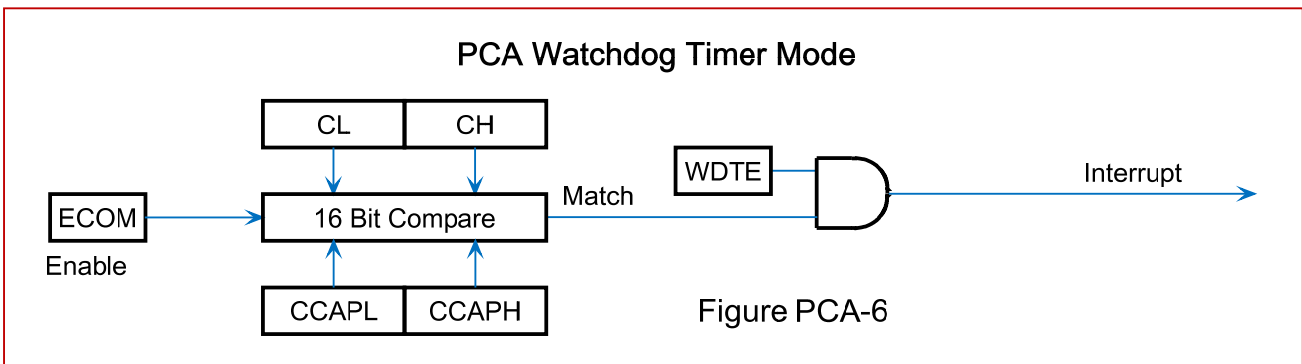 PCA Watchdog Timer Mode
CL CH
WDTE
Interrupt
Match
ECOM
16 Bit Compare
Enable
CCAPL CCAPH
Figure PCA-6